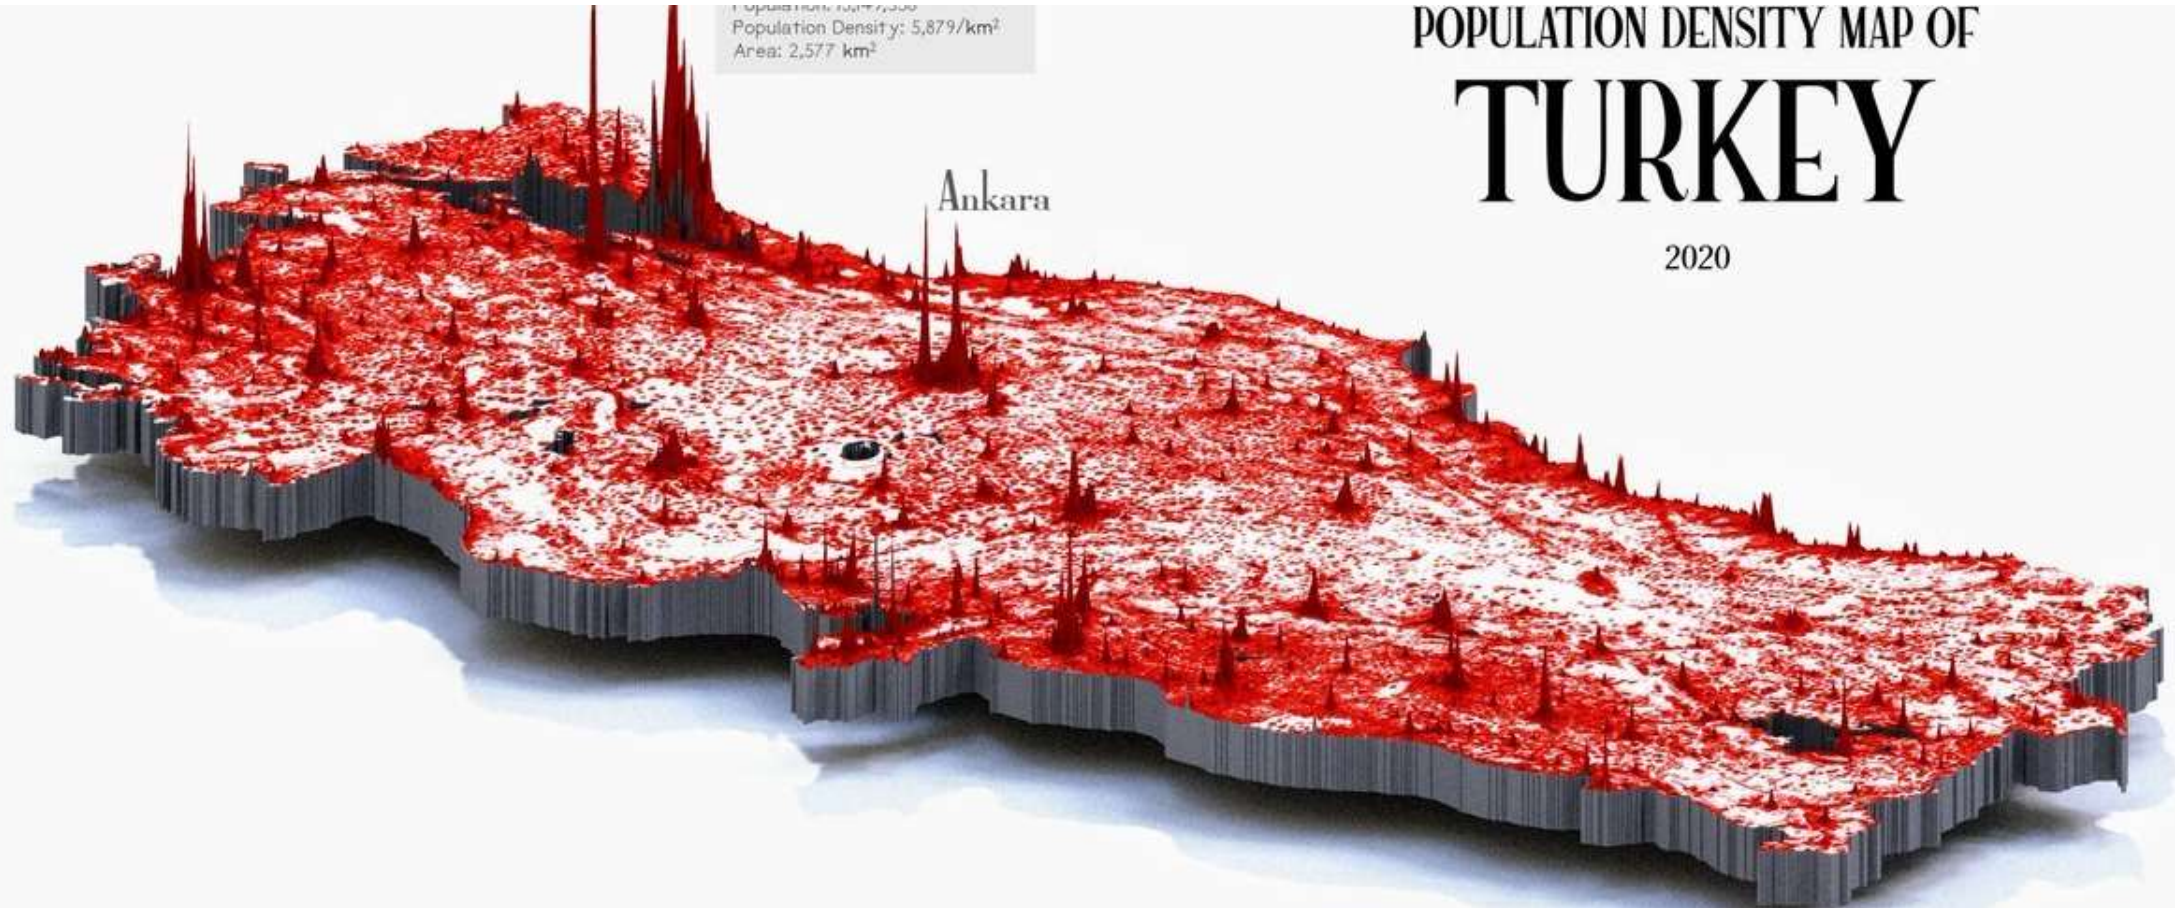 Population Density: 5,879/km²
Area: 2,577 km²
POPULATION DENSITY MAP OF
TURKEY
2020
Ankara